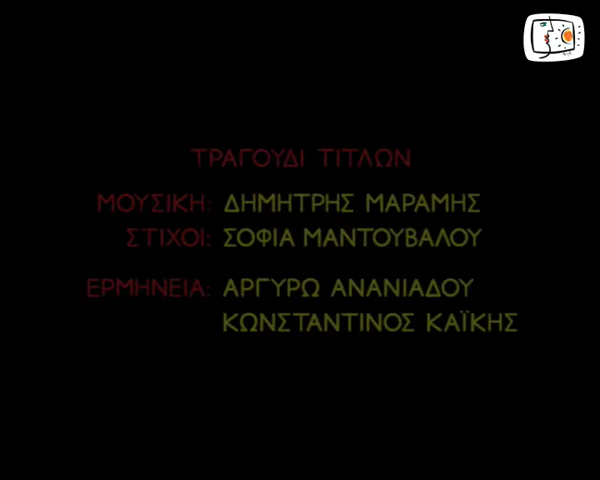 ΤΡΑΓΟΥΔΙ ΤΙΤΛΩΝ
ΜΟΥΣΙΚΗ: ΔΗΜΗΤΡΗΣ ΜΑΡΑΜΗΣ
ΣΤΙΧΟΙ: ΣΟΦΙΑ ΜΑΝΤΟΥΒΑΛΟΥ
ΕΡΜΗΝΕΙΑ: ΑΡΓΥΡΩ ΑΝΑΝΙΑΔΟΥ
ΚΩΝΣΤΑΝΤΙΝΟΣ ΚΑΪΚΗΣ